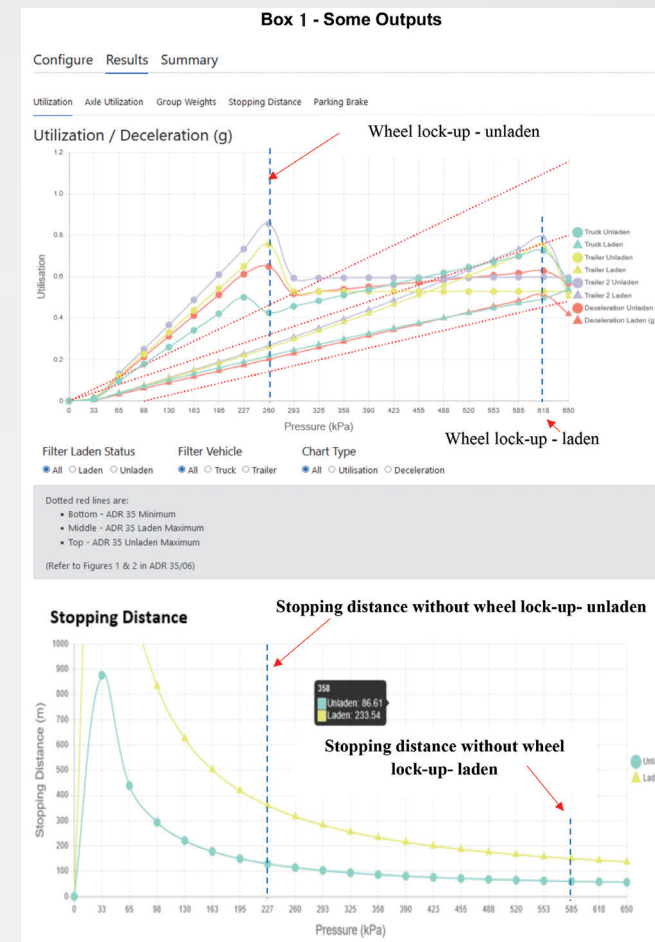 Box 1 - Some Outputs
Configure Results Summary
Utilization Axle Utilization Group Weights Stopping Distance Parking Brake
Utilization / Deceleration (g)
Wheel lock-up - unladen
1.2
1.0
0.8
0.6
0.4
0.2
0
Utilisation
Truck Unladen
Truck Laden
Trailer Unladen
Trailer Laden
Trailer 2 Unladen
Trailer 2 Laden
Deceleration Unladen
Deceleration Laden (g)
0 33 65 98 130 163 195 227 260 293 325 358 390 423 455 488 520 553 585 618 650
Pressure (kPa)
Wheel lock-up - laden
Filter Laden Status Filter Vehicle Chart Type
All Laden Unladen All Truck Trailer All Utilisation Deceleration
Dotted red lines are:
• Bottom - ADR 35 Minimum
• Middle - ADR 35 Laden Maximum
• Top - ADR 35 Unladen Maximum
(Refer to Figures 1 & 2 in ADR 35/06)
Stopping distance without wheel lock-up- unladen
Stopping Distance
1000
900
800
700
600
500
400
300
200
100
0
Stopping Distance (m)
358
Unladen: 86.61
Laden: 233.54
Stopping distance without wheel
lock-up- laden
Unl
Lad
0 33 65 98 130 163 195 227 260 293 325 358 390 423 455 488 520 553 585 618 650
Pressure (kPa)